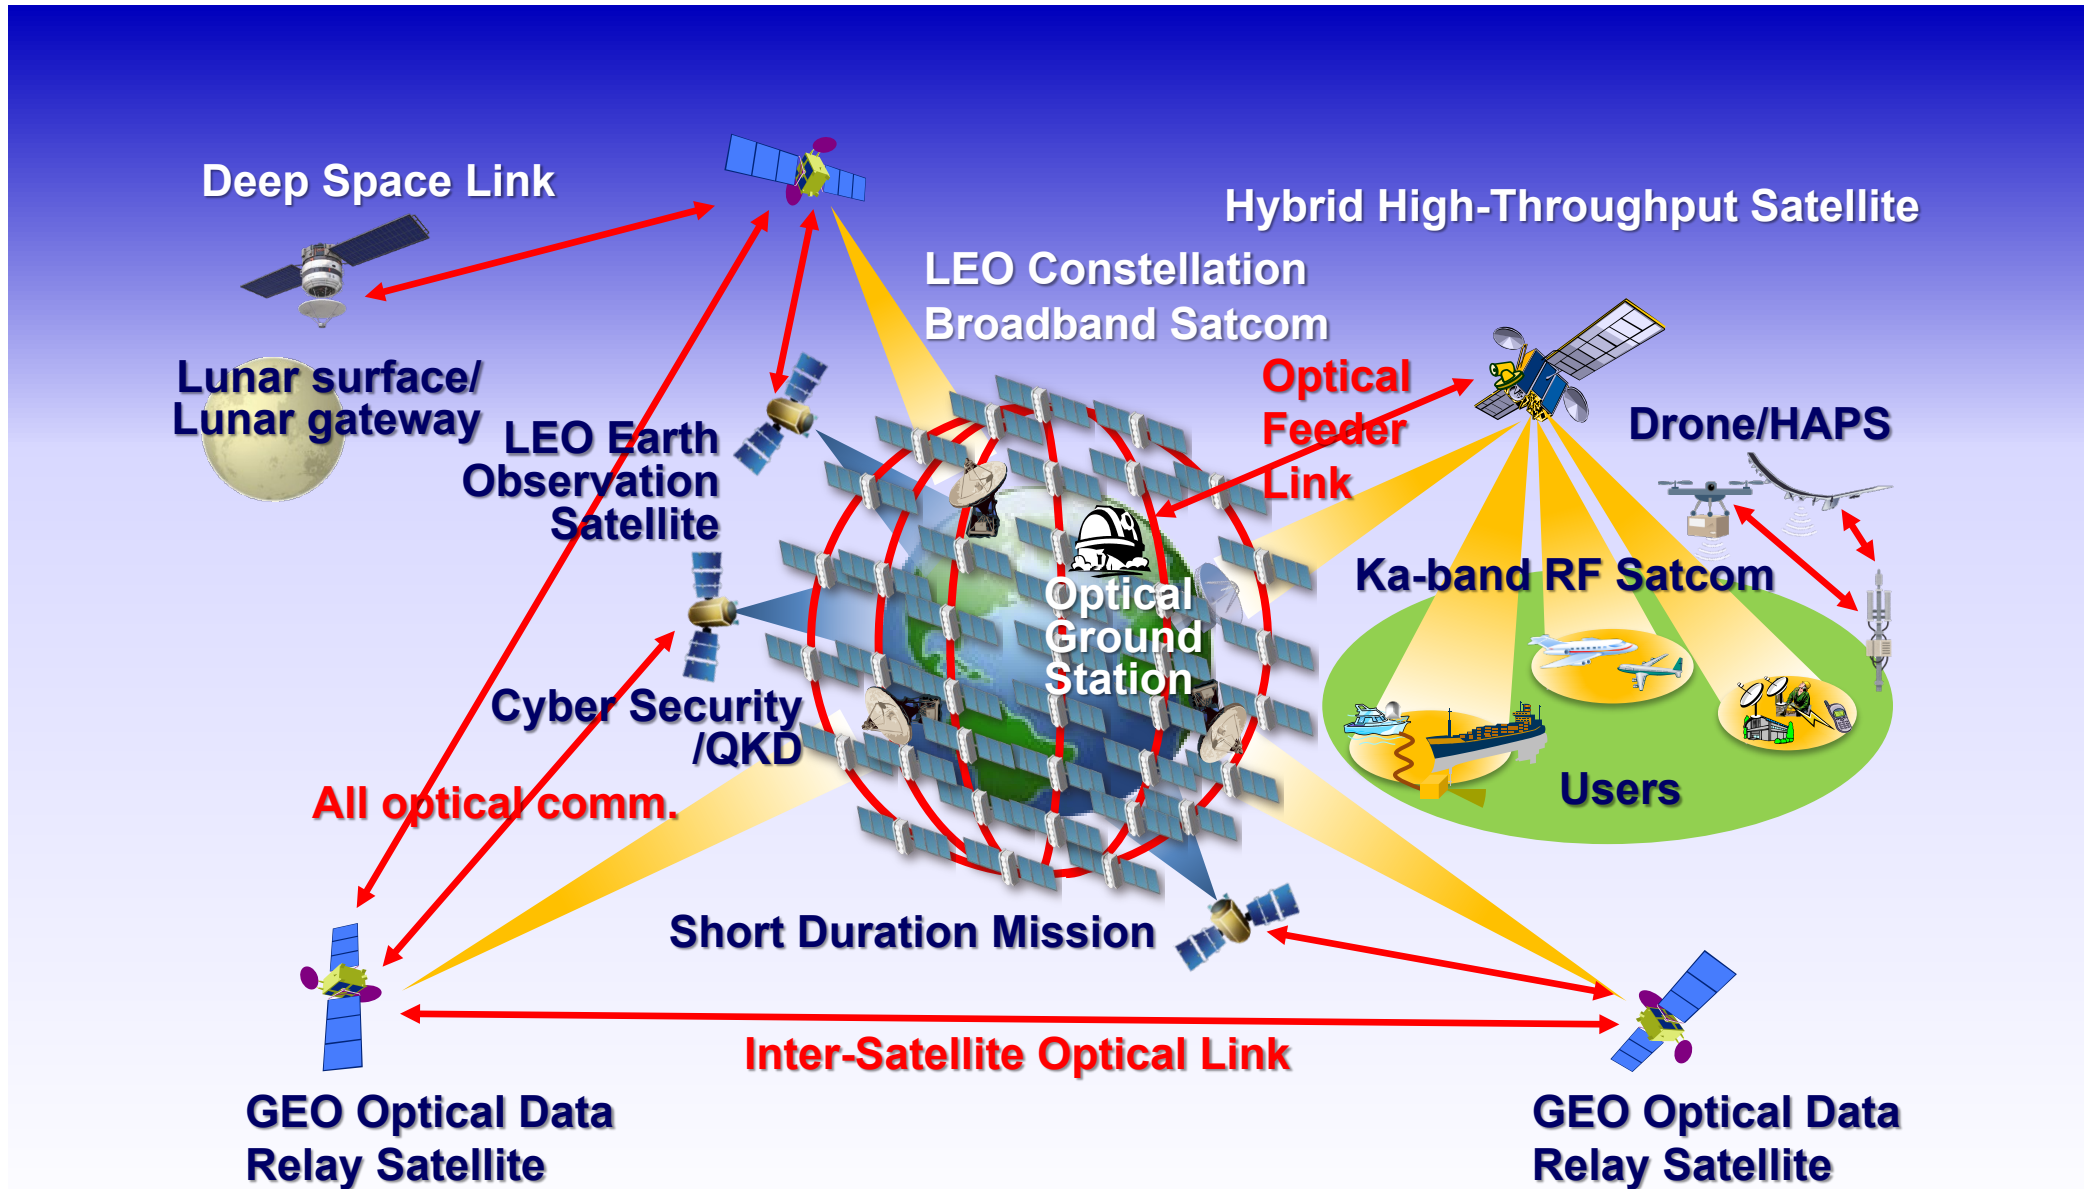 Deep Space Link
Hybrid High-Throughput Satellite
LEO Constellation
Broadband Satcom
Lunar surface/
Lunar gateway
Optical
Feeder
Link
Drone/HAPS
LEO Earth
Observation
Satellite
Ka-band RF Satcom
Optical
Ground
Station
Cyber Security
/QKD
Users
All optical comm.
Short Duration Mission
Inter-Satellite Optical Link
GEO Optical Data
Relay Satellite
GEO Optical Data
Relay Satellite